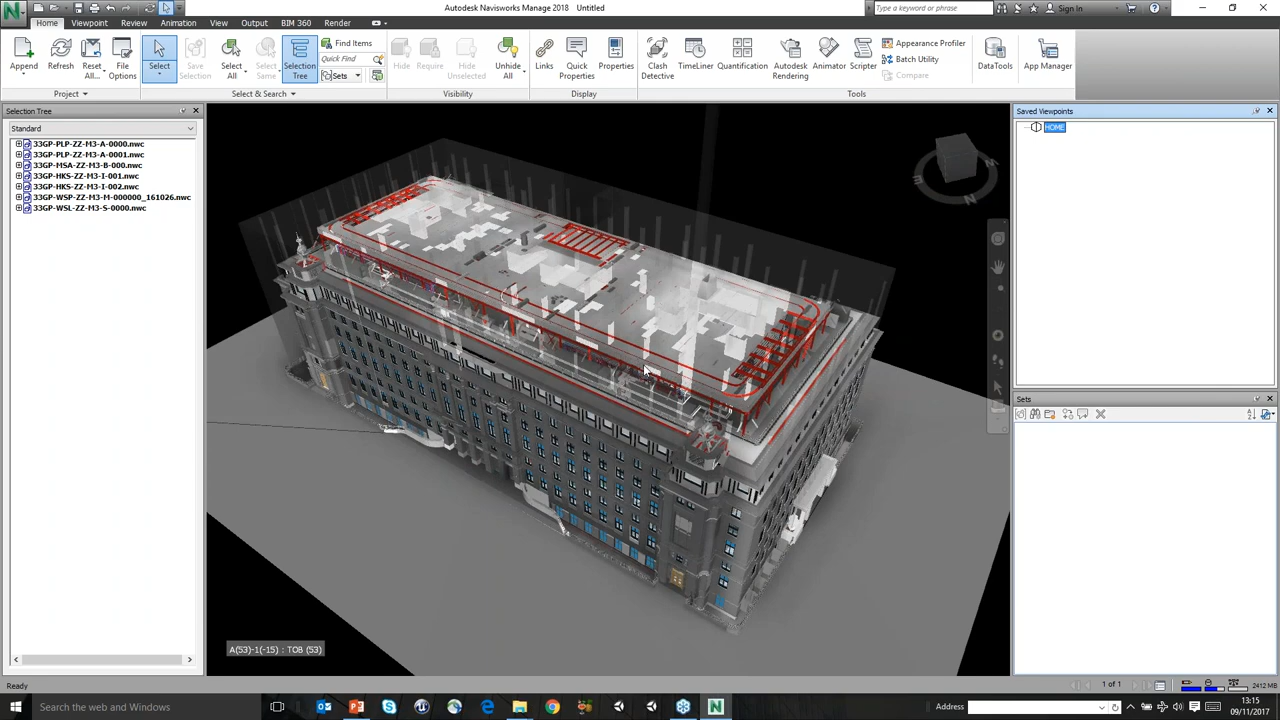 Autodesk Navisworks Manage 2018 Untitled
Type a keyword or phrase
Sign In
Home Viewpoint Review Animation View Output BIM 360 Render
Append
Refresh
Reset All...
File Options
Project
Select
Save Selection
Select All
Select Same
Selection Tree
Find Items
Quick Find
Sets
Select & Search
Hide
Require
Hide Unselected
Unhide All
Visibility
Links
Quick Properties
Properties
Display
Clash Detective
TimeLiner
Quantification
Autodesk Rendering
Animator
Scripter
Appearance Profiler
Batch Utility
Compare
Tools
DataTools
App Manager
Selection Tree
Standard
33GP-PLP-ZZ-M3-A-0000.nwc
33GP-PLP-ZZ-M3-A-0001.nwc
33GP-MSA-ZZ-M3-B-000.nwc
33GP-HKS-ZZ-M3-I-001.nwc
33GP-HKS-ZZ-M3-I-002.nwc
33GP-WSP-ZZ-M3-M-000000_161026.nwc
33GP-WSL-ZZ-M3-S-0000.nwc
A(53)-1(-15) : TOB (53)
Saved Viewpoints
HOME
Sets
Ready
1 of 1
2412 MB
Search the web and Windows
Address
13:15
09/11/2017